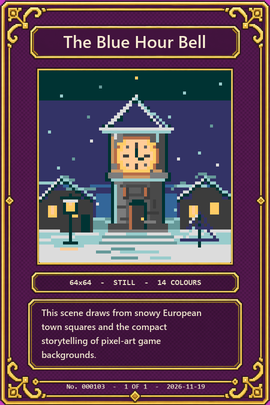 The Blue Hour Bell
64x64 - STILL - 14 COLOURS
This scene draws from snowy European
town squares and the compact
storytelling of pixel-art game
backgrounds.
No. 000103 - 1 OF 1 - 2026-11-19